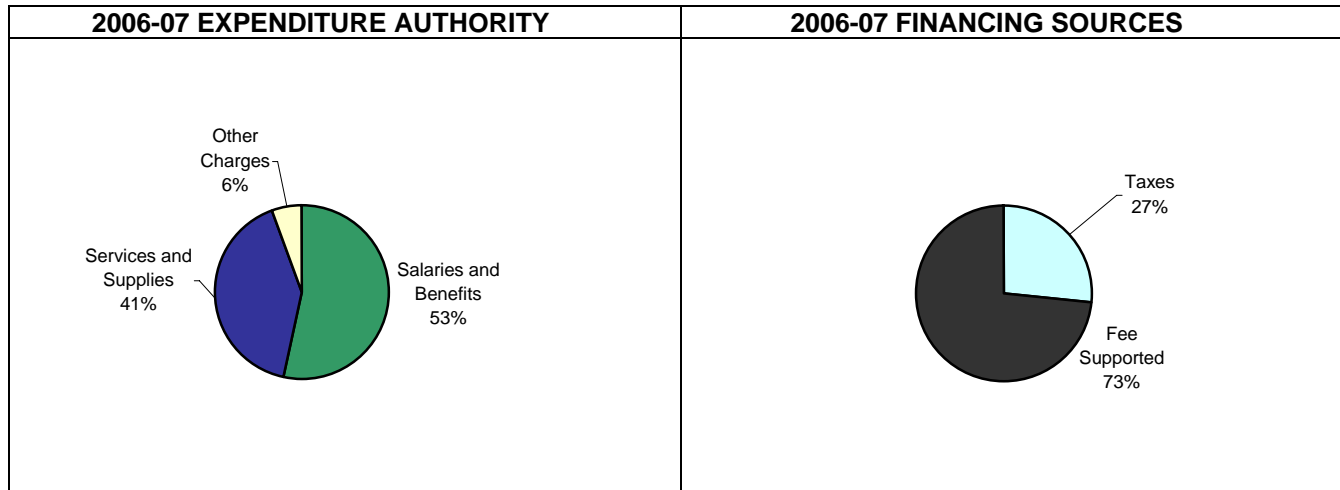 2006-07 EXPENDITURE AUTHORITY
2006-07 FINANCING SOURCES
Other
Charges
6%
Services and
Supplies
41%
Salaries and
Benefits
53%
Taxes
27%
Fee
Supported
73%